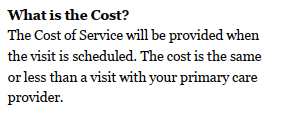 What is the Cost?
The Cost of Service will be provided when
the visit is scheduled. The cost is the same
or less than a visit with your primary care
provider.